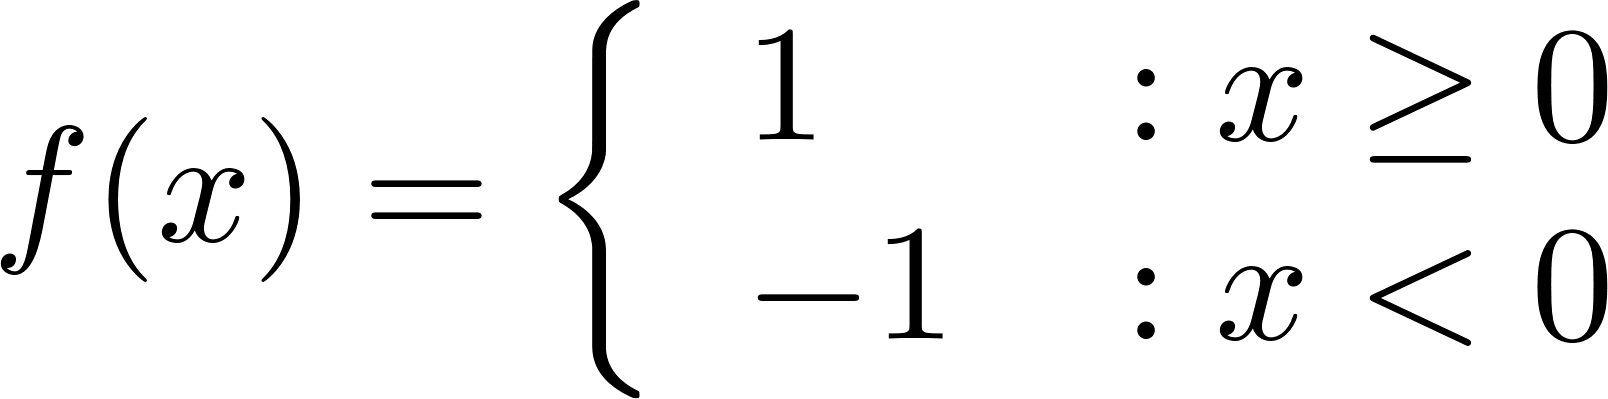 f(x) = { 1 : x ≥ 0
−1 : x < 0